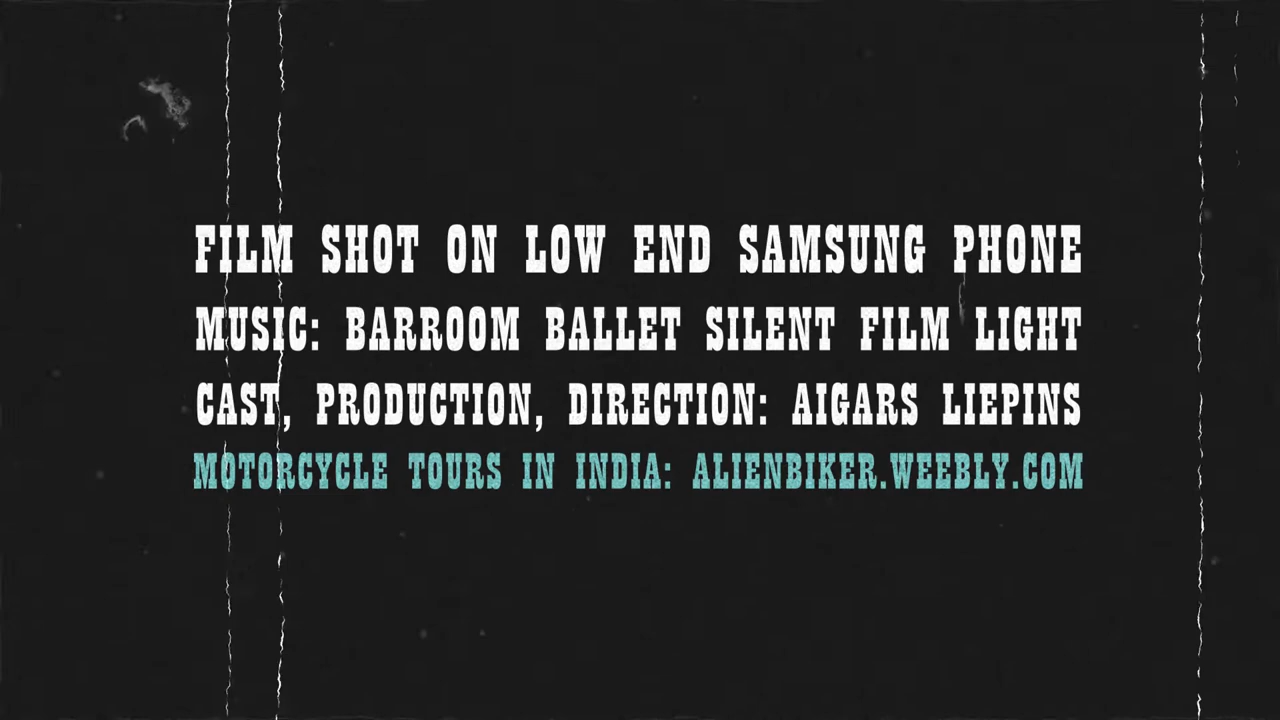 FILM SHOT ON LOW END SAMSUNG PHONE
MUSIC: BARROOM BALLET SILENT FILM LIGHT
CAST, PRODUCTION, DIRECTION: AIGARS LIEPINS
MOTORCYCLE TOURS IN INDIA: ALIENBIKER.WEEBLY.COM